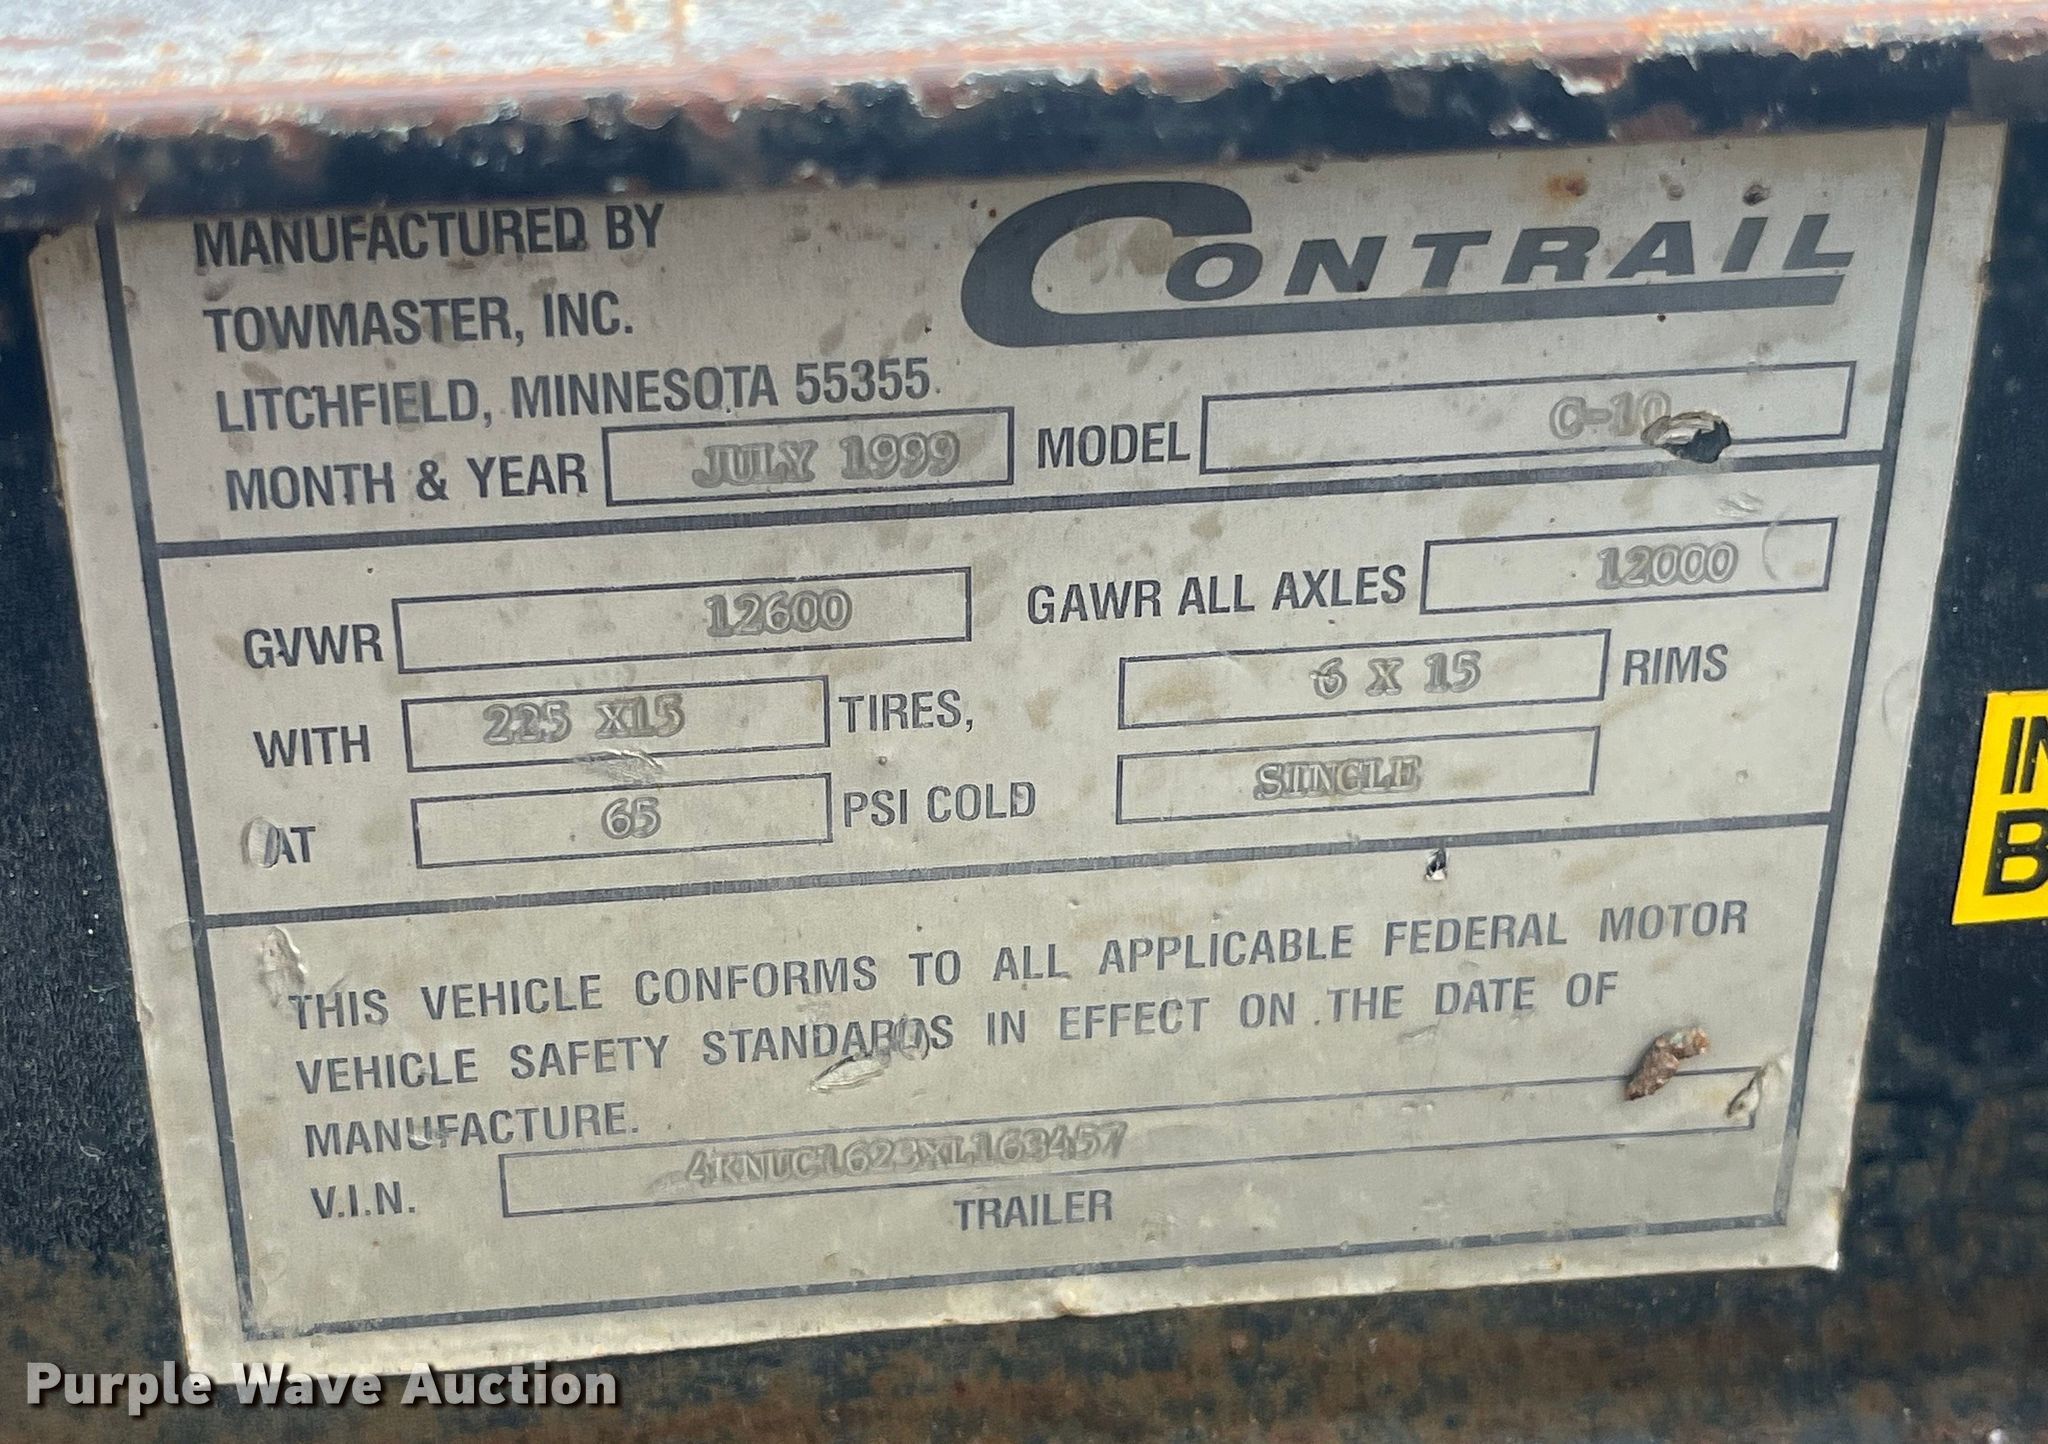 MANUFACTURED BY
TOWMASTER, INC.
LITCHFIELD, MINNESOTA 55355
CONTRAIL
MONTH & YEAR JULY 1999 MODEL C-10
GVWR 12600 GAWR ALL AXLES 12000
WITH 225 X15 TIRES, 6 X 15 RIMS
AT 65 PSI COLD SINGLE
THIS VEHICLE CONFORMS TO ALL APPLICABLE FEDERAL MOTOR
VEHICLE SAFETY STANDARDS IN EFFECT ON THE DATE OF
MANUFACTURE.
V.I.N. 4KNUC1623XL163457
TRAILER
Purple Wave Auction